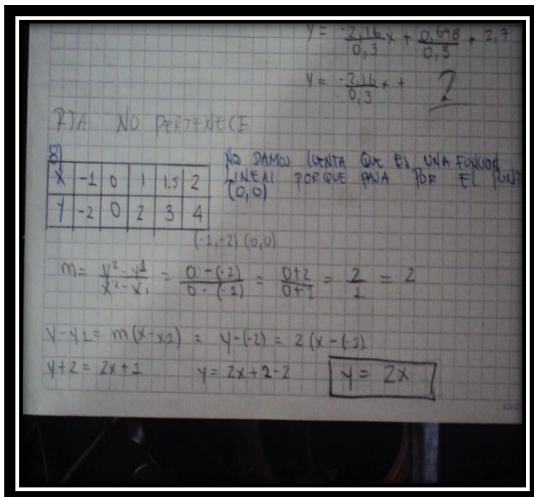 y = -2,16/0,3 x + 0,648/0,3 + 2,7
y = -2,16/0,3 x + 2
RTA NO PERTENECE
8)
X -1 0 1 1,5 2
Y -2 0 2 3 4
NO DAMOS CUENTA QUE ES UNA FUNCION
LINEAL PORQUE PASA POR EL PUNT
(0,0)
(-1,-2) (0,0)
m = y2-y1/x2-x1 = 0-(-2)/0-(-1) = 0+2/0+1 = 2/1 = 2
y-y1 = m(x-x1) = y-(-2) = 2(x-(-1)
y+2 = 2x+1 y = 2x+2-2 y = 2x